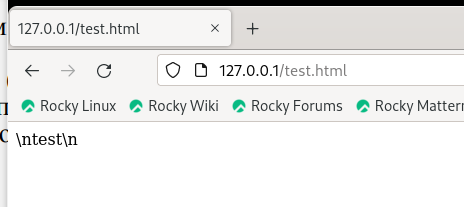 127.0.0.1/test.html
127.0.0.1/test.html
Rocky Linux Rocky Wiki Rocky Forums Rocky Mattern
\ntest\n